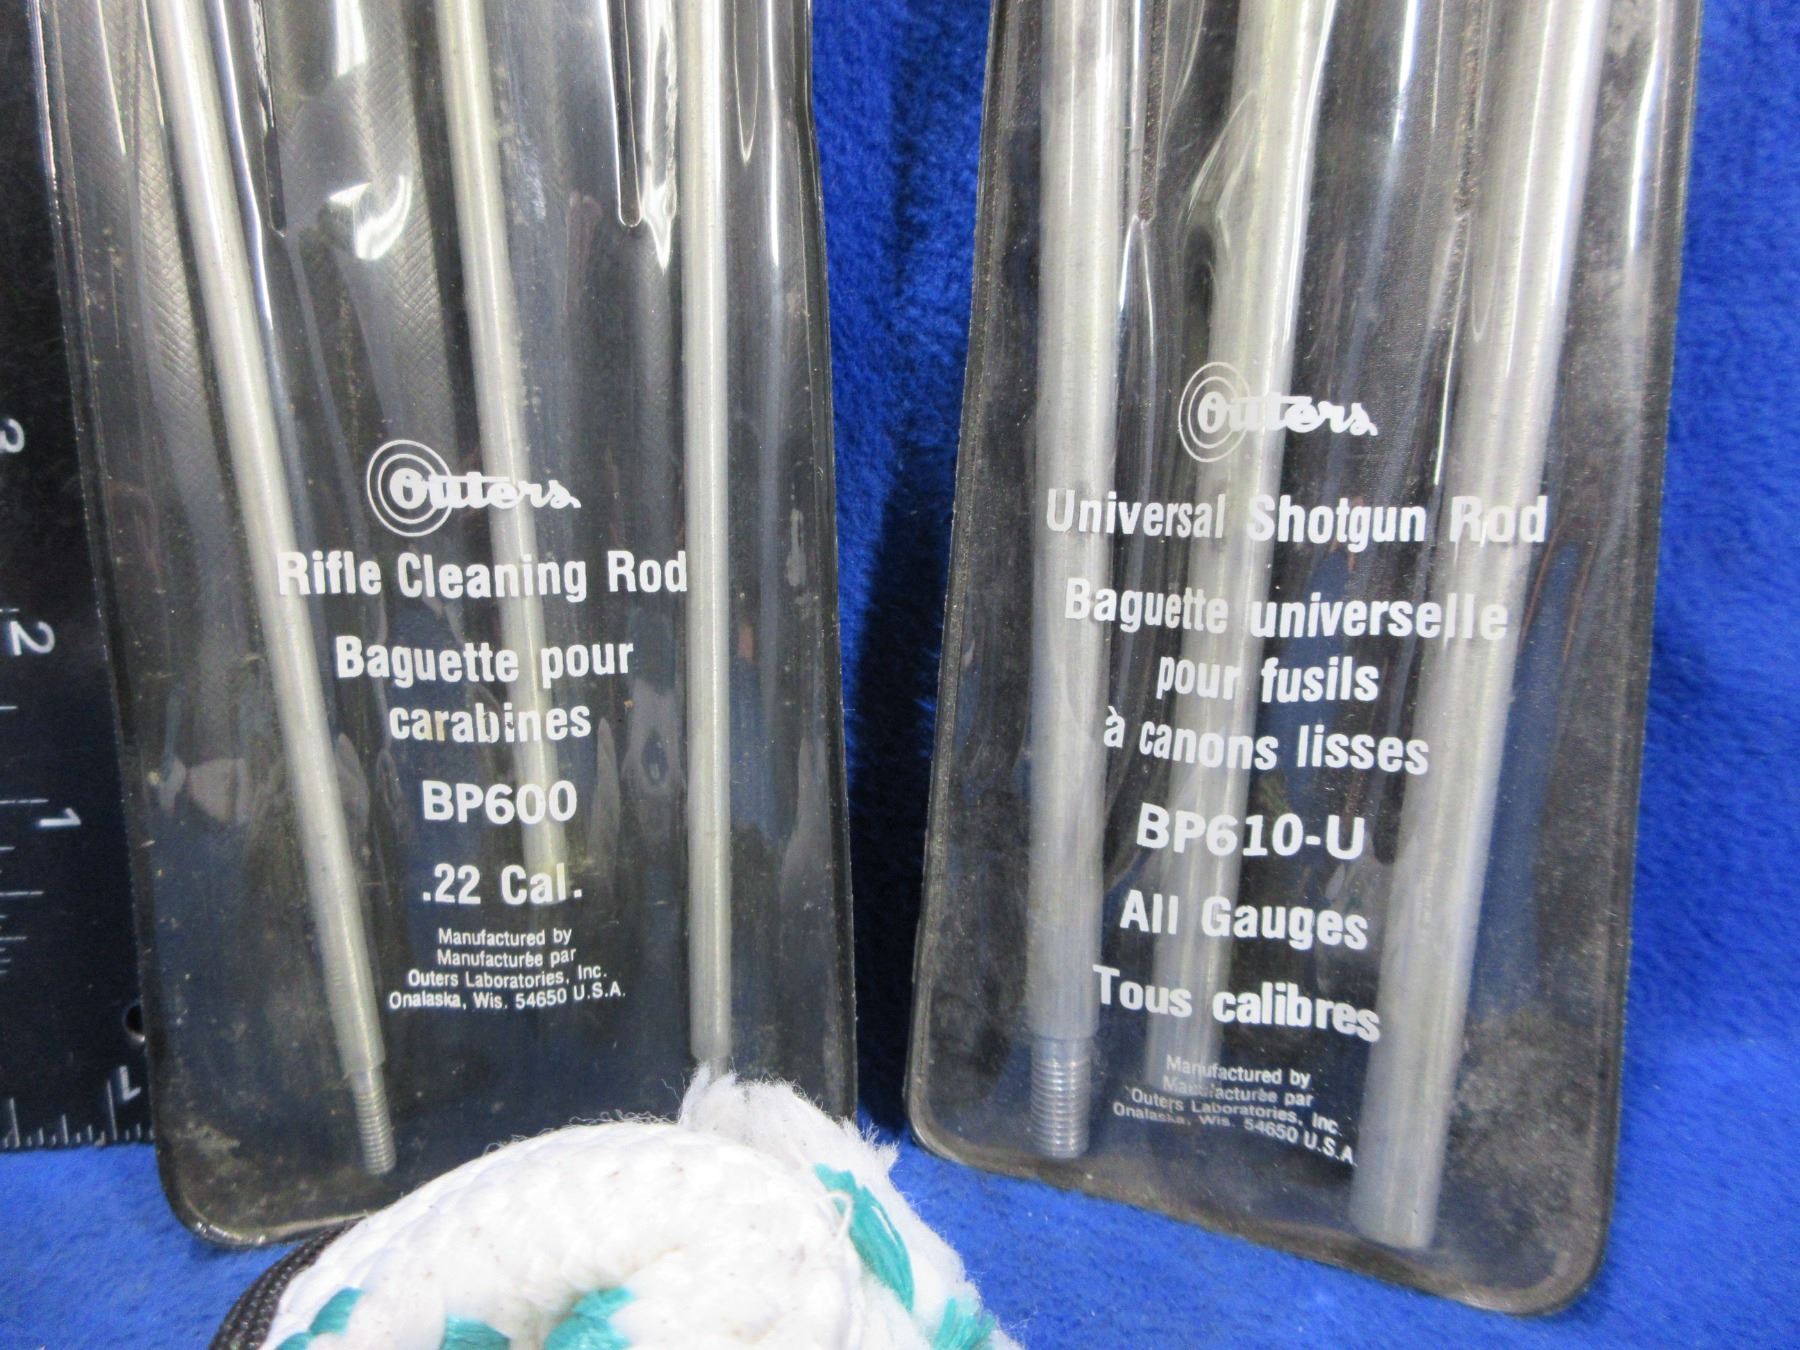 Outers
Rifle Cleaning Rod
Baguette pour
carabines
BP600
.22 Cal.
Manufactured by
Manufacturée par
Outers Laboratories, Inc.
Onalaska, Wis. 54650 U.S.A.
Outers
Universal Shotgun Rod
Baguette universelle
pour fusils
à canons lisses
BP610-U
All Gauges
Tous calibres
Manufactured by
Manufacturée par
Outers Laboratories, Inc.
Onalaska, Wis. 54650 U.S.A.
3
2
1
1